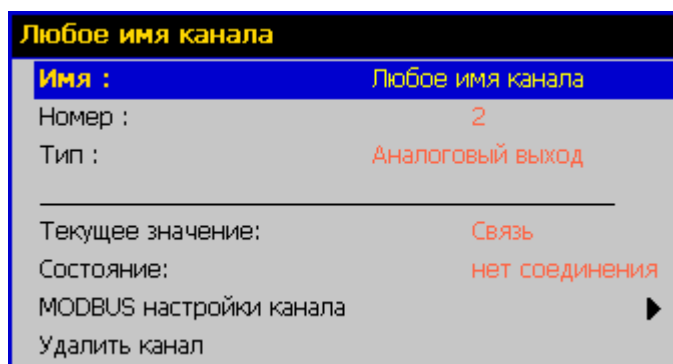 Любое имя канала
Имя : Любое имя канала
Номер : 2
Тип : Аналоговый выход
Текущее значение: Связь
Состояние: нет соединения
MODBUS настройки канала
Удалить канал